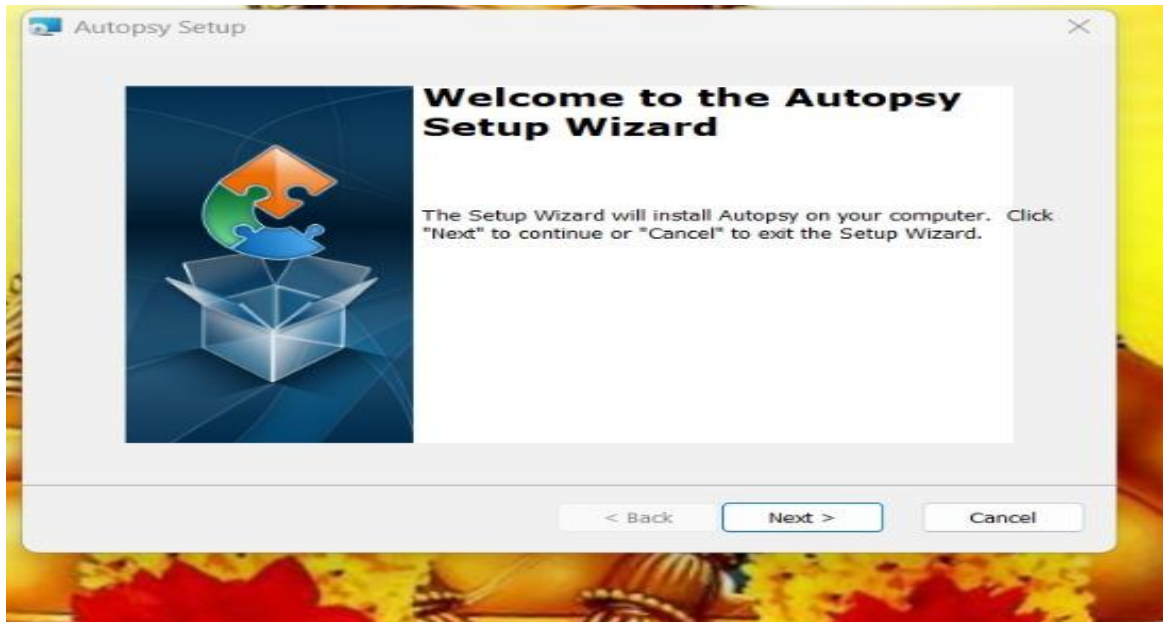 Autopsy Setup
Welcome to the Autopsy
Setup Wizard
The Setup Wizard will install Autopsy on your computer.  Click
"Next" to continue or "Cancel" to exit the Setup Wizard.
< Back
Next >
Cancel